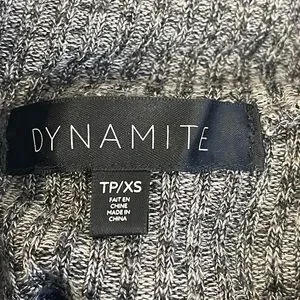 DYNAMITE
TP/XS
FAIT EN
CHINE
MADE IN
CHINA